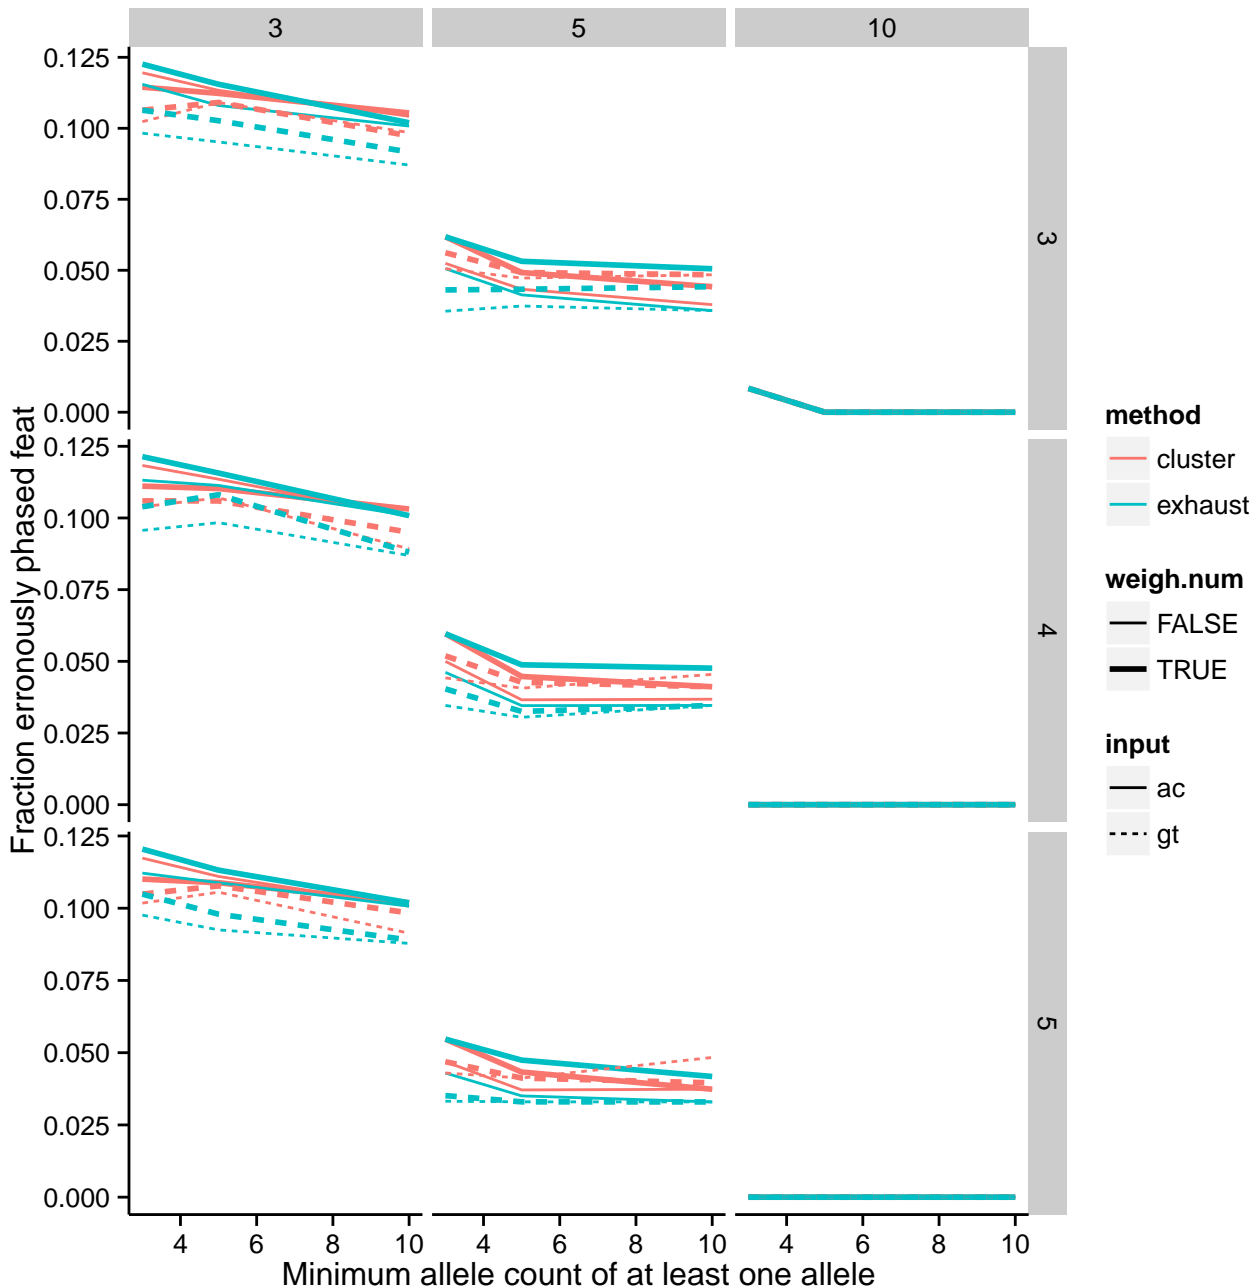 3 5 10
Fraction erronously phased feat
0.125
0.100
0.075
0.050
0.025
0.000
3
0.125
0.100
0.075
0.050
0.025
0.000
4
0.125
0.100
0.075
0.050
0.025
0.000
5
4 6 8 10 4 6 8 10 4 6 8 10
Minimum allele count of at least one allele
method
cluster
exhaust
weigh.num
FALSE
TRUE
input
ac
gt